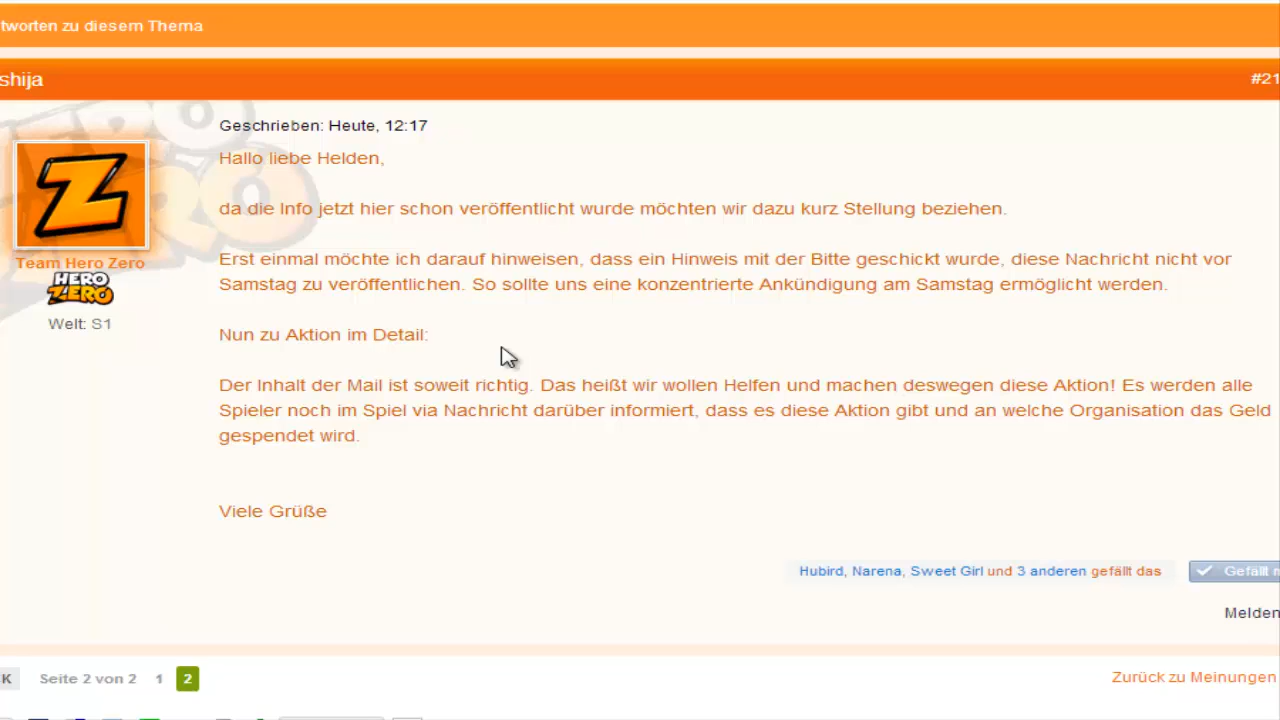 tworten zu diesem Thema
shija
#21
Geschrieben: Heute, 12:17
Hallo liebe Helden,
da die Info jetzt hier schon veröffentlicht wurde möchten wir dazu kurz Stellung beziehen.
Erst einmal möchte ich darauf hinweisen, dass ein Hinweis mit der Bitte geschickt wurde, diese Nachricht nicht vor
Samstag zu veröffentlichen. So sollte uns eine konzentrierte Ankündigung am Samstag ermöglicht werden.
Nun zu Aktion im Detail:
Der Inhalt der Mail ist soweit richtig. Das heißt wir wollen Helfen und machen deswegen diese Aktion! Es werden alle
Spieler noch im Spiel via Nachricht darüber informiert, dass es diese Aktion gibt und an welche Organisation das Geld
gespendet wird.
Viele Grüße
Z
Team Hero Zero
HERO
ZERO
Welt: S1
Hubird, Narena, Sweet Girl und 3 anderen gefällt das
Gefällt m
Melden
K
Seite 2 von 2
1
2
Zurück zu Meinungen